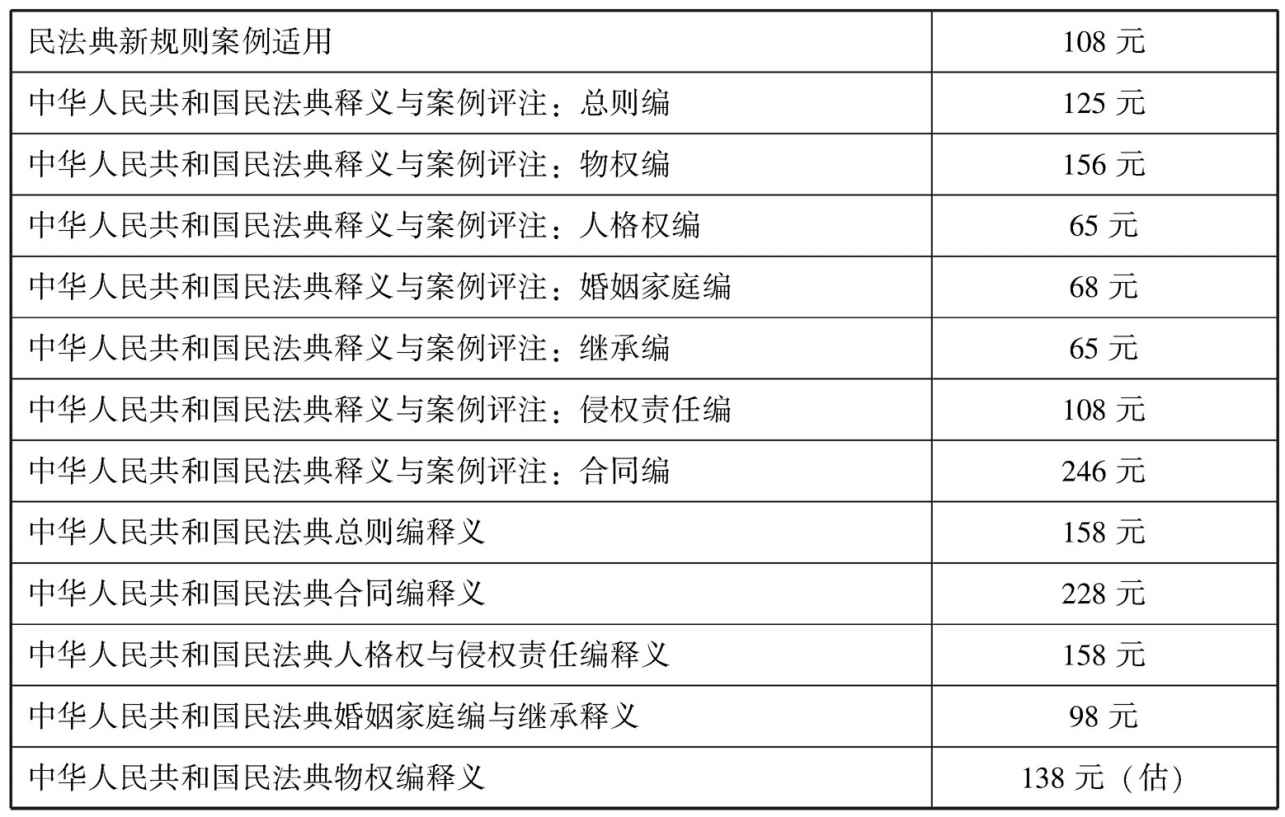 民法典新规则案例适用 108 元
中华人民共和国民法典释义与案例评注：总则编 125 元
中华人民共和国民法典释义与案例评注：物权编 156 元
中华人民共和国民法典释义与案例评注：人格权编 65 元
中华人民共和国民法典释义与案例评注：婚姻家庭编 68 元
中华人民共和国民法典释义与案例评注：继承编 65 元
中华人民共和国民法典释义与案例评注：侵权责任编 108 元
中华人民共和国民法典释义与案例评注：合同编 246 元
中华人民共和国民法典总则编释义 158 元
中华人民共和国民法典合同编释义 228 元
中华人民共和国民法典人格权与侵权责任编释义 158 元
中华人民共和国民法典婚姻家庭编与继承释义 98 元
中华人民共和国民法典物权编释义 138 元（估）